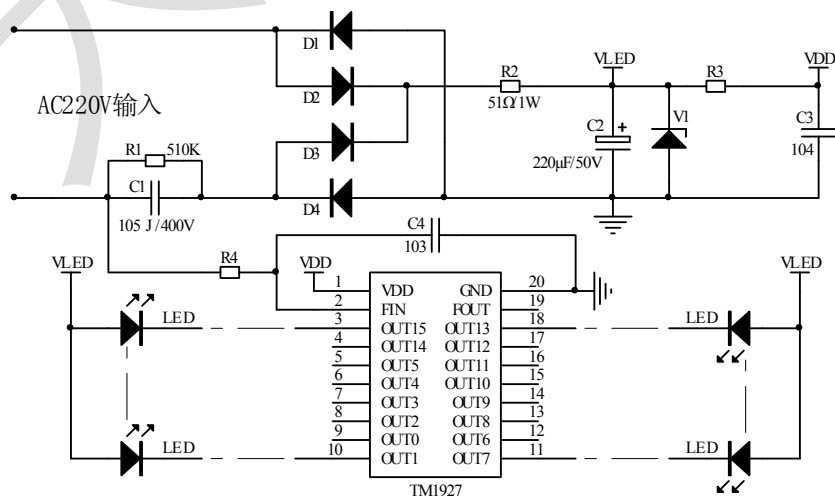 D1
D2
D3
D4
AC220V输入
R1
510K
C1
105 J/400V
R2
51Ω/1W
VLED
R3
VDD
C2
+
220μF/50V
V1
C3
104
R4
C4
103
VLED
VDD
VLED
LED
LED
LED
LED
1 VDD GND 20
2 FIN FOUT 19
3 OUT15 OUT13 18
4 OUT14 OUT12 17
5 OUT5 OUT11 16
6 OUT4 OUT10 15
7 OUT3 OUT9 14
8 OUT2 OUT8 13
9 OUT0 OUT6 12
10 OUT1 OUT7 11
TM1927